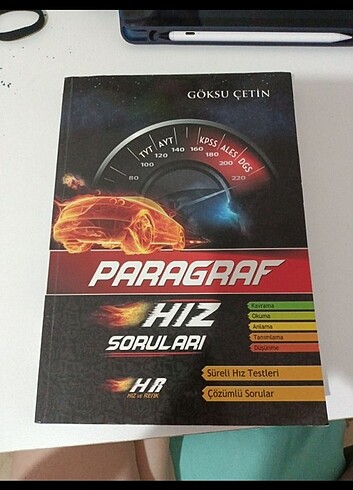 GÖKSU ÇETİN
TYT AYT KPSS ALES DGS
80 100 120 140 160 180 200 220
PARAGRAF
HIZ
SORULARI
Kavrama
Okuma
Anlama
Tanımlama
Düşünme
Süreli Hız Testleri
Çözümlü Sorular
HR
HIZ ve RENK